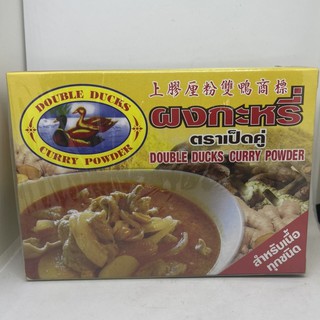 DOUBLE DUCKS
CURRY POWDER
上膠厘粉雙鴨商標
ผงกะหรี่
ตราเป็ดคู่
DOUBLE DUCKS CURRY POWDER
สำหรับเนื้อ
ทุกชนิด